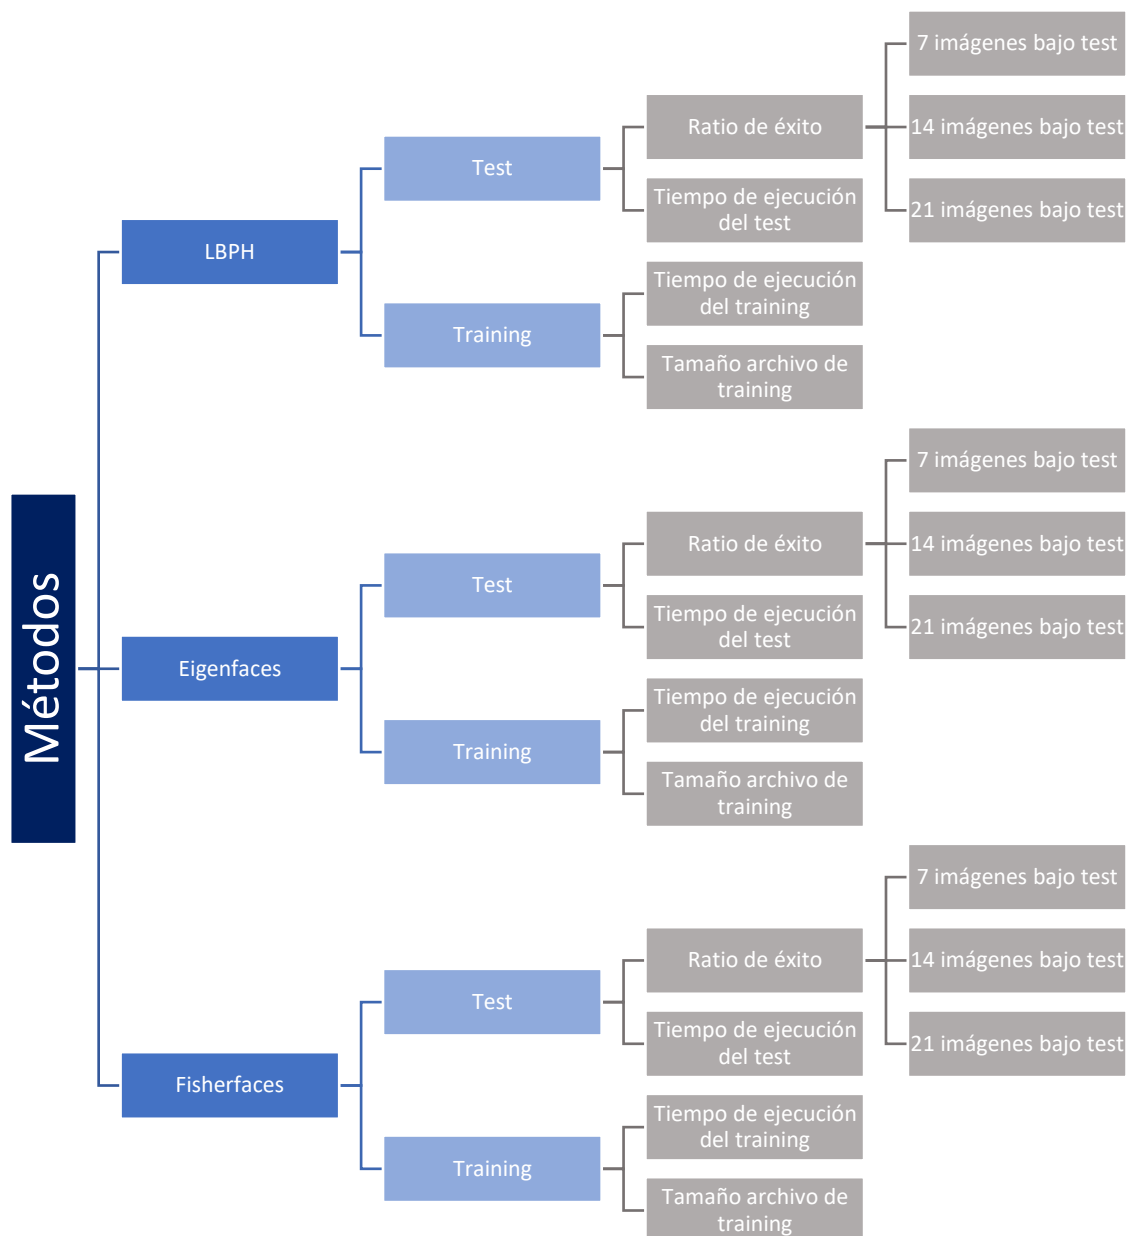 Métodos
LBPH
Test
Ratio de éxito
7 imágenes bajo test
14 imágenes bajo test
21 imágenes bajo test
Tiempo de ejecución
del test
Training
Tiempo de ejecución
del training
Tamaño archivo de
training
Eigenfaces
Test
Ratio de éxito
7 imágenes bajo test
14 imágenes bajo test
21 imágenes bajo test
Tiempo de ejecución
del test
Training
Tiempo de ejecución
del training
Tamaño archivo de
training
Fisherfaces
Test
Ratio de éxito
7 imágenes bajo test
14 imágenes bajo test
21 imágenes bajo test
Tiempo de ejecución
del test
Training
Tiempo de ejecución
del training
Tamaño archivo de
training